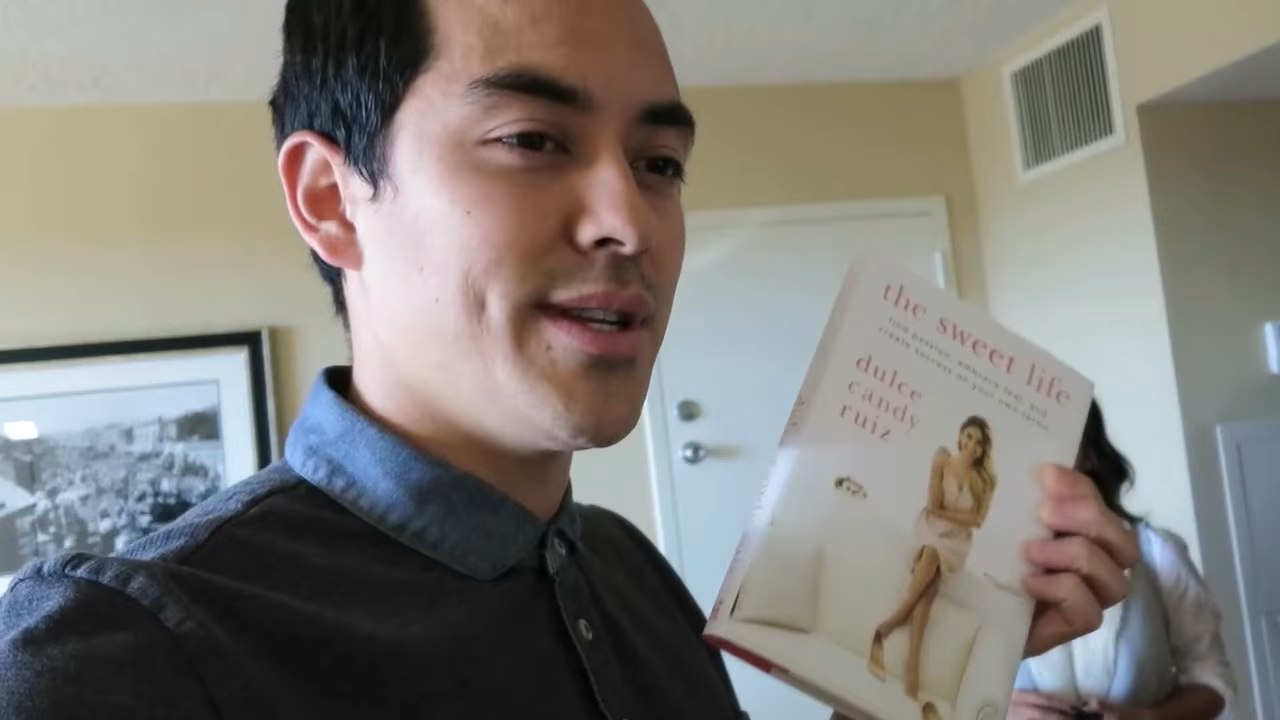 the sweet life
find passion, embrace fear, and
create success on your own terms
dulce
candy
ruiz